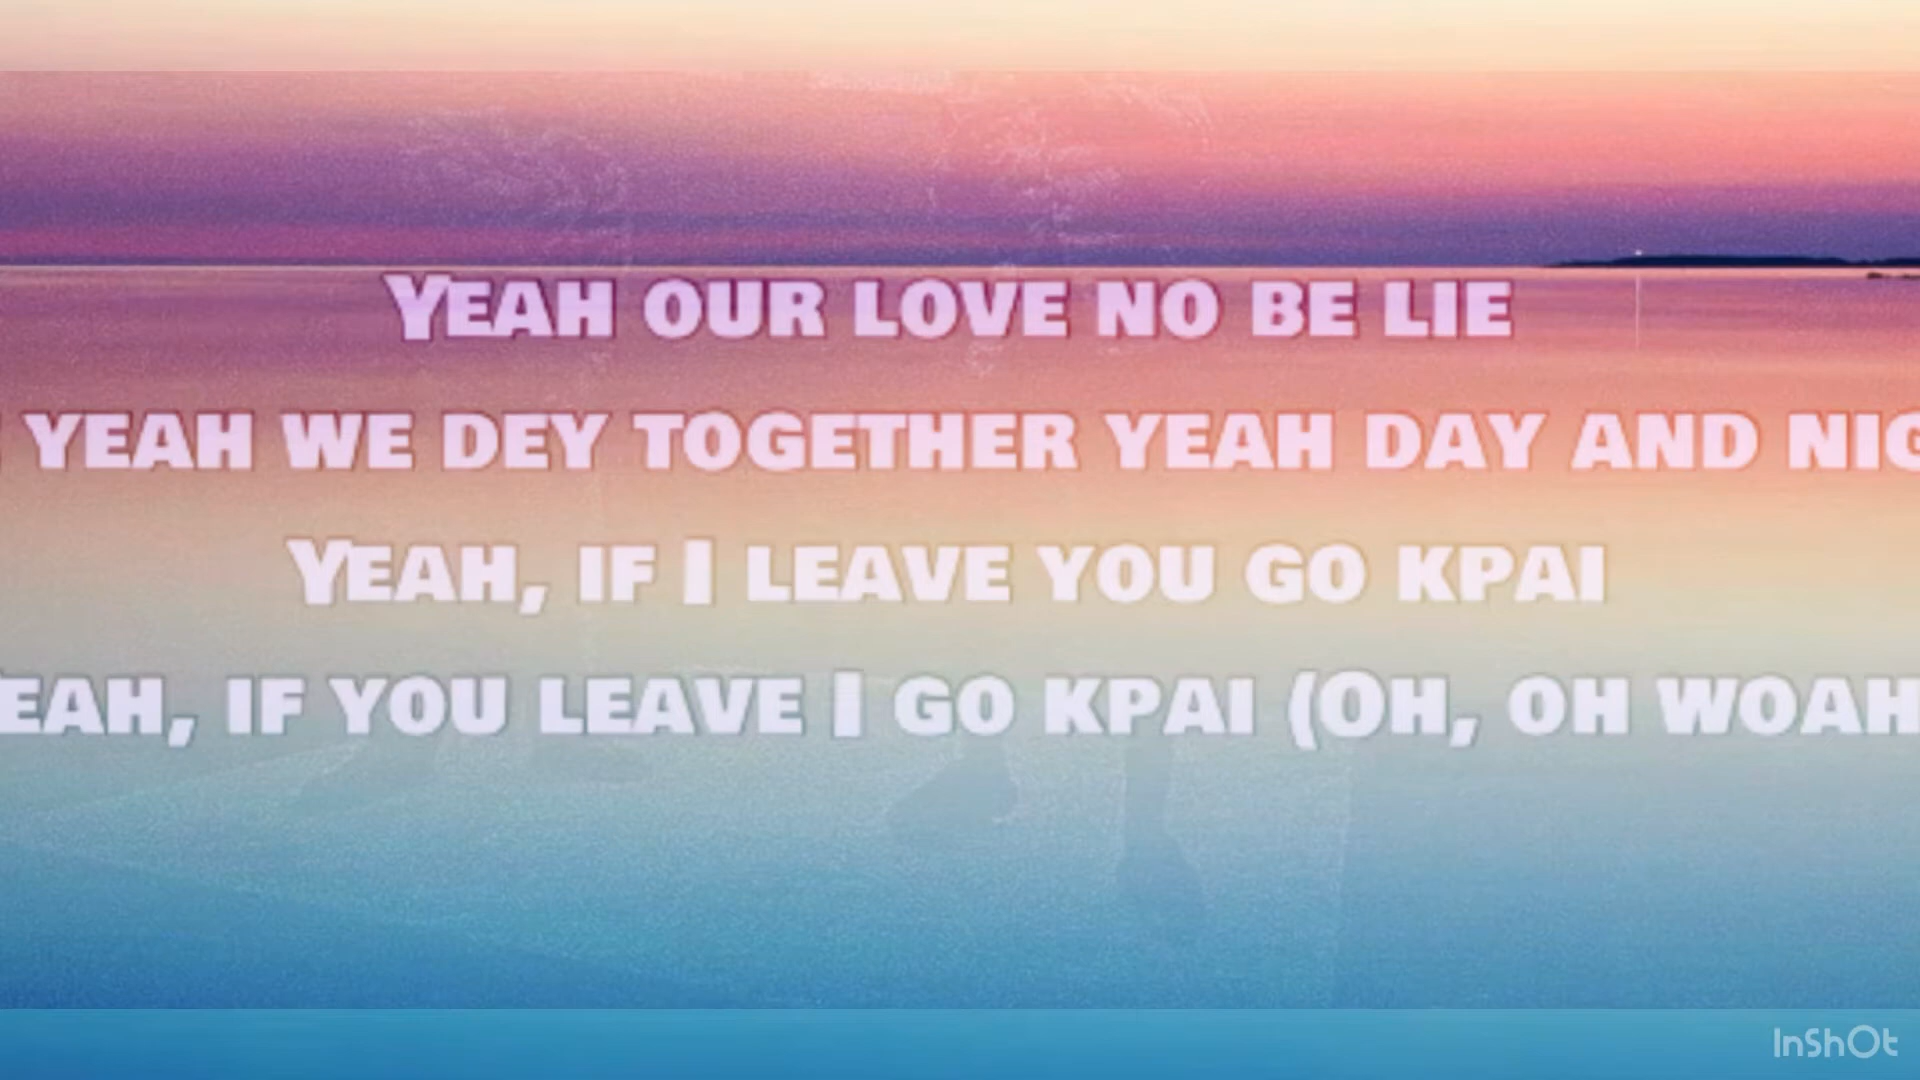 Yeah our love no be lie
yeah we dey together yeah day and
Yeah, if I leave you go kpai
if you leave I go kpai (Oh, oh woah
InShOt